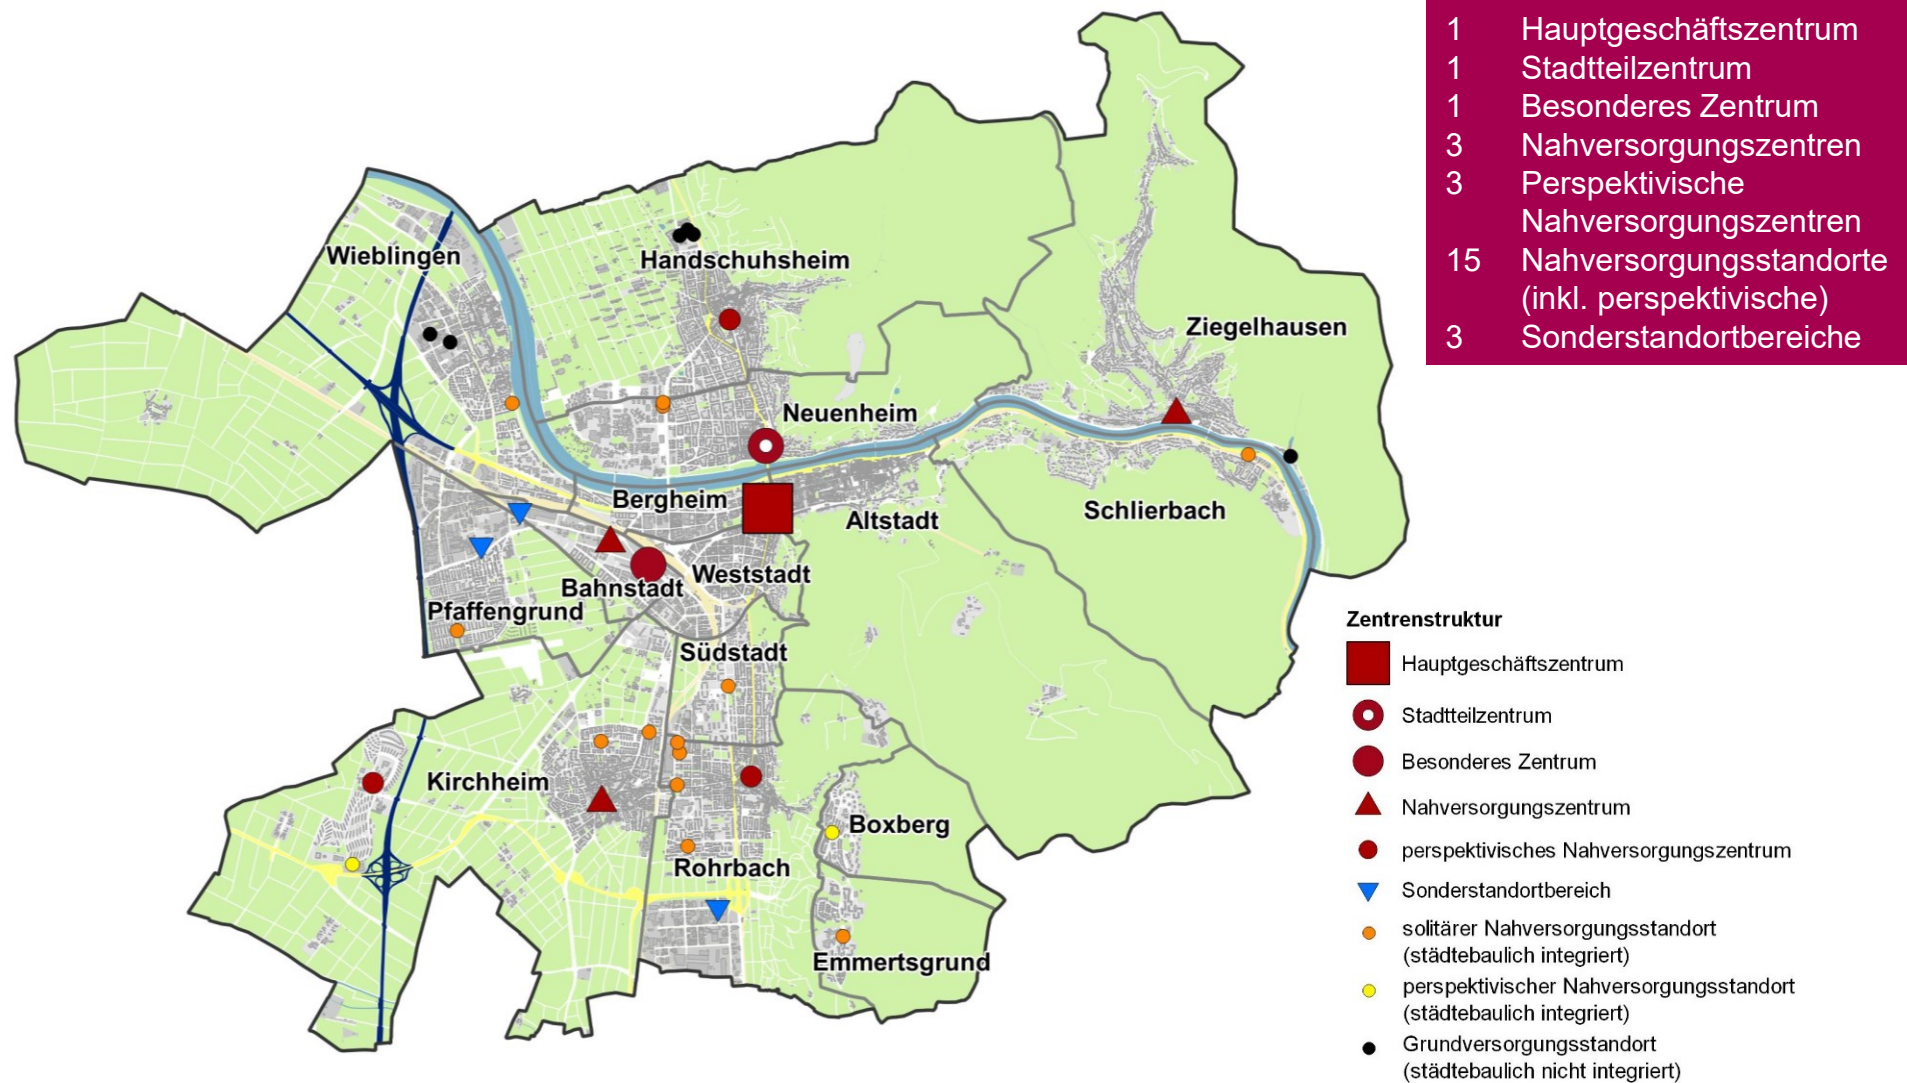 1 Hauptgeschäftszentrum
1 Stadtteilzentrum
1 Besonderes Zentrum
3 Nahversorgungszentren
3 Perspektivische
Nahversorgungszentren
15 Nahversorgungsstandorte
(inkl. perspektivische)
3 Sonderstandortbereiche
Wieblingen
Handschuhsheim
Ziegelhausen
Neuenheim
Bergheim
Altstadt
Schlierbach
Weststadt
Bahnstadt
Pfaffengrund
Südstadt
Kirchheim
Boxberg
Rohrbach
Emmertsgrund
Zentrenstruktur
Hauptgeschäftszentrum
Stadtteilzentrum
Besonderes Zentrum
Nahversorgungszentrum
perspektivisches Nahversorgungszentrum
Sonderstandortbereich
solitärer Nahversorgungsstandort
(städtebaulich integriert)
perspektivischer Nahversorgungsstandort
(städtebaulich integriert)
Grundversorgungsstandort
(städtebaulich nicht integriert)